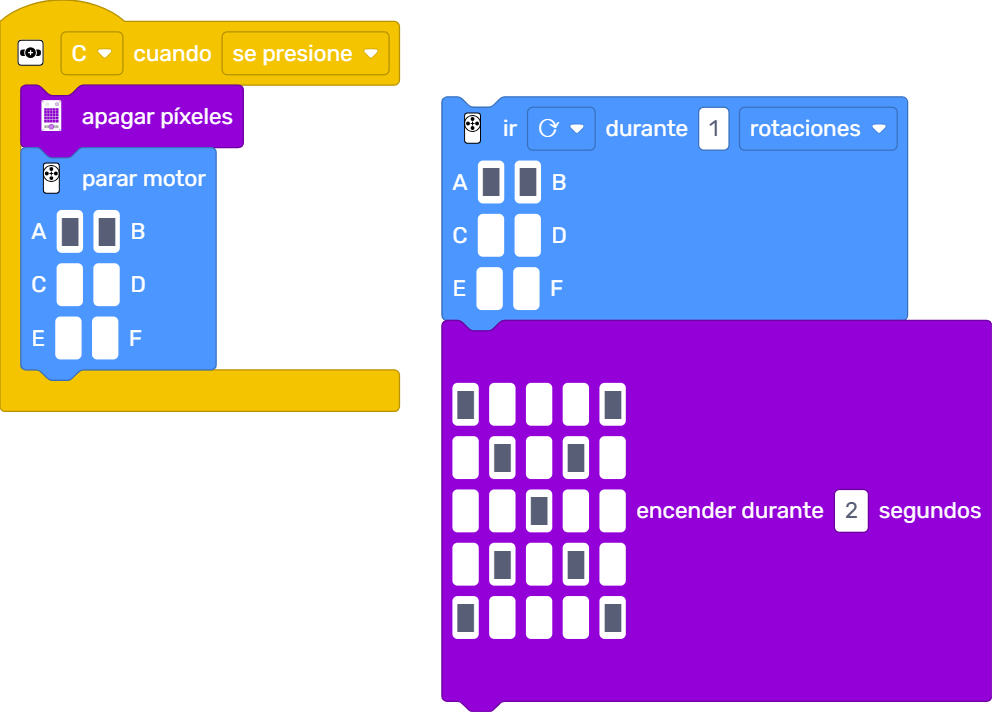 C cuando se presione
apagar píxeles
parar motor
A B
C D
E F
ir durante 1 rotaciones
A B
C D
E F
encender durante 2 segundos